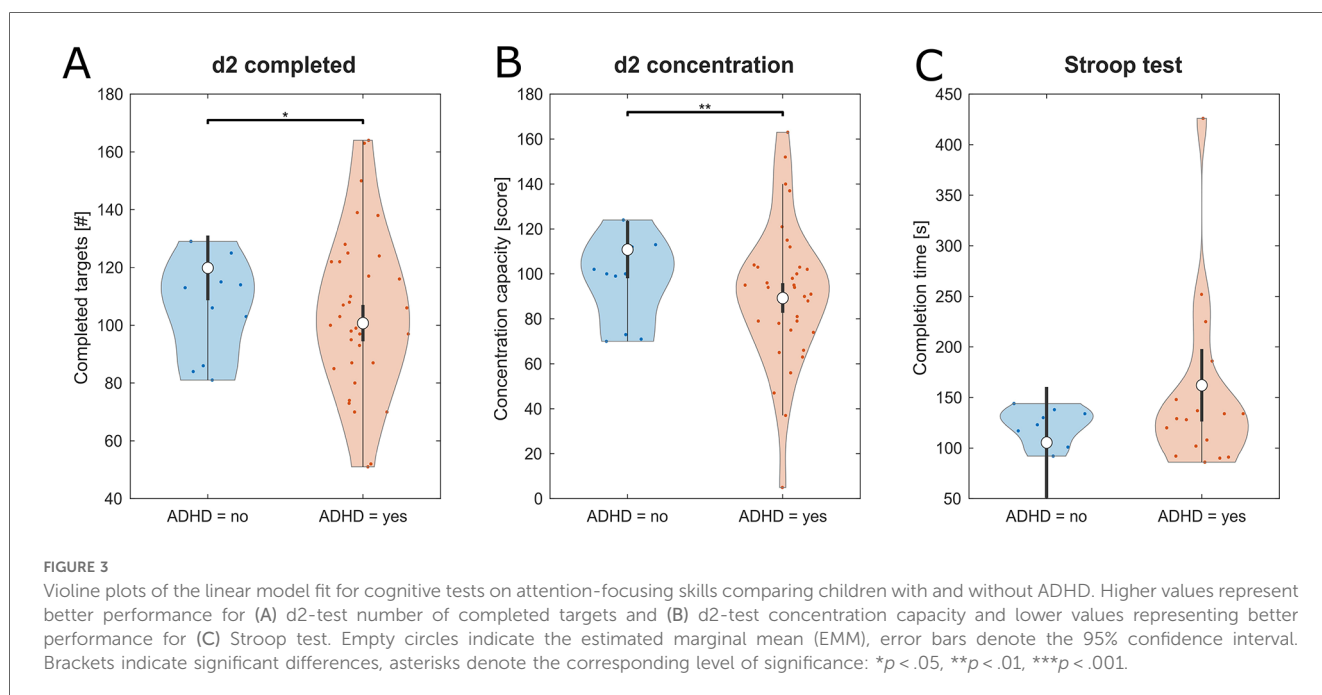 A
d2 completed
Completed targets [#]
180
160
140
120
100
80
60
40
*
ADHD = no
ADHD = yes
B
d2 concentration
Concentration capacity [score]
180
160
140
120
100
80
60
40
20
0
**
ADHD = no
ADHD = yes
C
Stroop test
Completion time [s]
450
400
350
300
250
200
150
100
50
ADHD = no
ADHD = yes
FIGURE 3
Violine plots of the linear model fit for cognitive tests on attention-focusing skills comparing children with and without ADHD. Higher values represent
better performance for (A) d2-test number of completed targets and (B) d2-test concentration capacity and lower values representing better
performance for (C) Stroop test. Empty circles indicate the estimated marginal mean (EMM), error bars denote the 95% confidence interval.
Brackets indicate significant differences, asterisks denote the corresponding level of significance: *p < .05, **p < .01, ***p < .001.